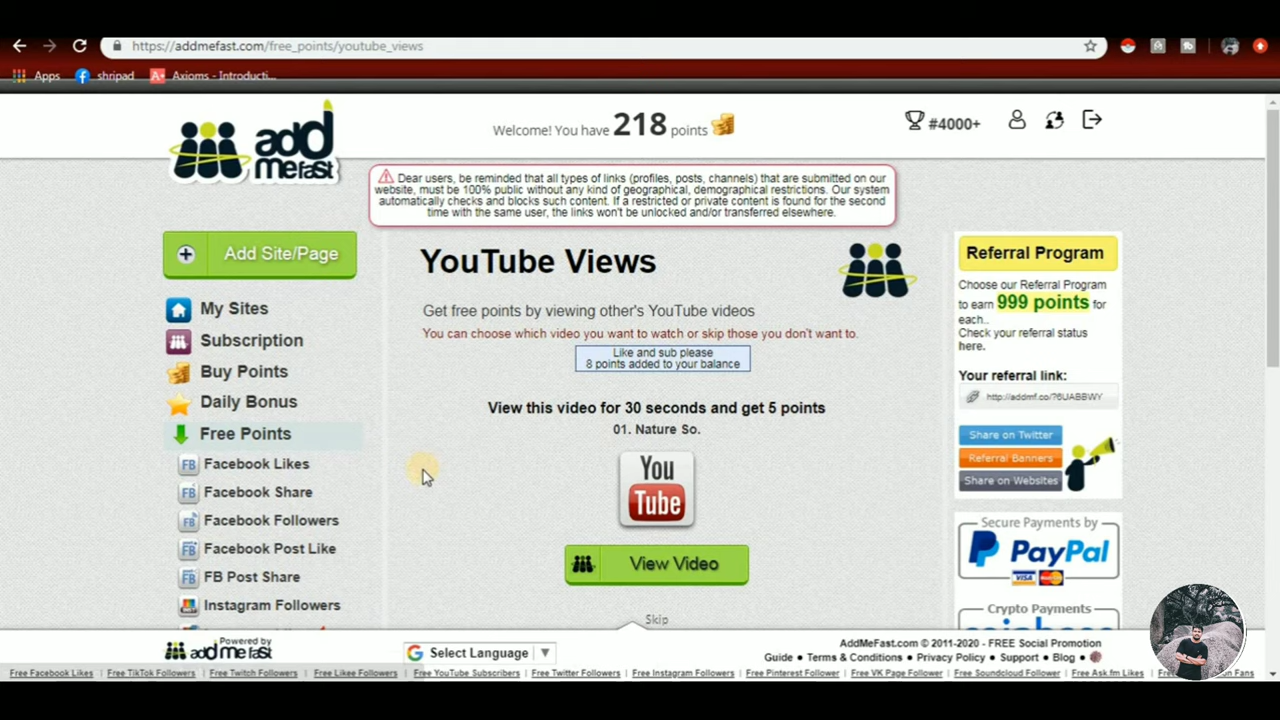 https://addmefast.com/free_points/youtube_views
Apps
shripad
A+ Axioms - Introducti...
add
me fast
Welcome! You have 218 points
#4000+
Dear users, be reminded that all types of links (profiles, posts, channels) that are submitted on our
website, must be 100% public without any kind of geographical, demographical restrictions. Our system
automatically checks and blocks such content. If a restricted or private content is found for the second
time with the same user, the links won't be unlocked and/or transferred elsewhere.
Add Site/Page
My Sites
Subscription
Buy Points
Daily Bonus
Free Points
FB Facebook Likes
FB Facebook Share
FB Facebook Followers
FB Facebook Post Like
FB FB Post Share
Instagram Followers
YouTube Views
Get free points by viewing other's YouTube videos
You can choose which video you want to watch or skip those you don't want to.
Like and sub please
8 points added to your balance
View this video for 30 seconds and get 5 points
01. Nature So.
You
Tube
View Video
Skip
Referral Program
Choose our Referral Program
to earn 999 points for
each..
Check your referral status
here.
Your referral link:
http://addmf.co/?6UABBWY
Share on Twitter
Referral Banners
Share on Websites
Secure Payments by
PayPal
VISA
Crypto Payments
Powered by
add me fast
G Select Language ▼
AddMeFast.com © 2011-2020 - FREE Social Promotion
Guide • Terms & Conditions • Privacy Policy • Support • Blog •
Free Facebook Likes Free TikTok Followers Free Twitch Followers Free Likee Followers Free YouTube Subscribers Free Twitter Followers Free Instagram Followers Free Pinterest Follower Free VK Page Follower Free Soundcloud Follower Free Ask.fm Likes Fans